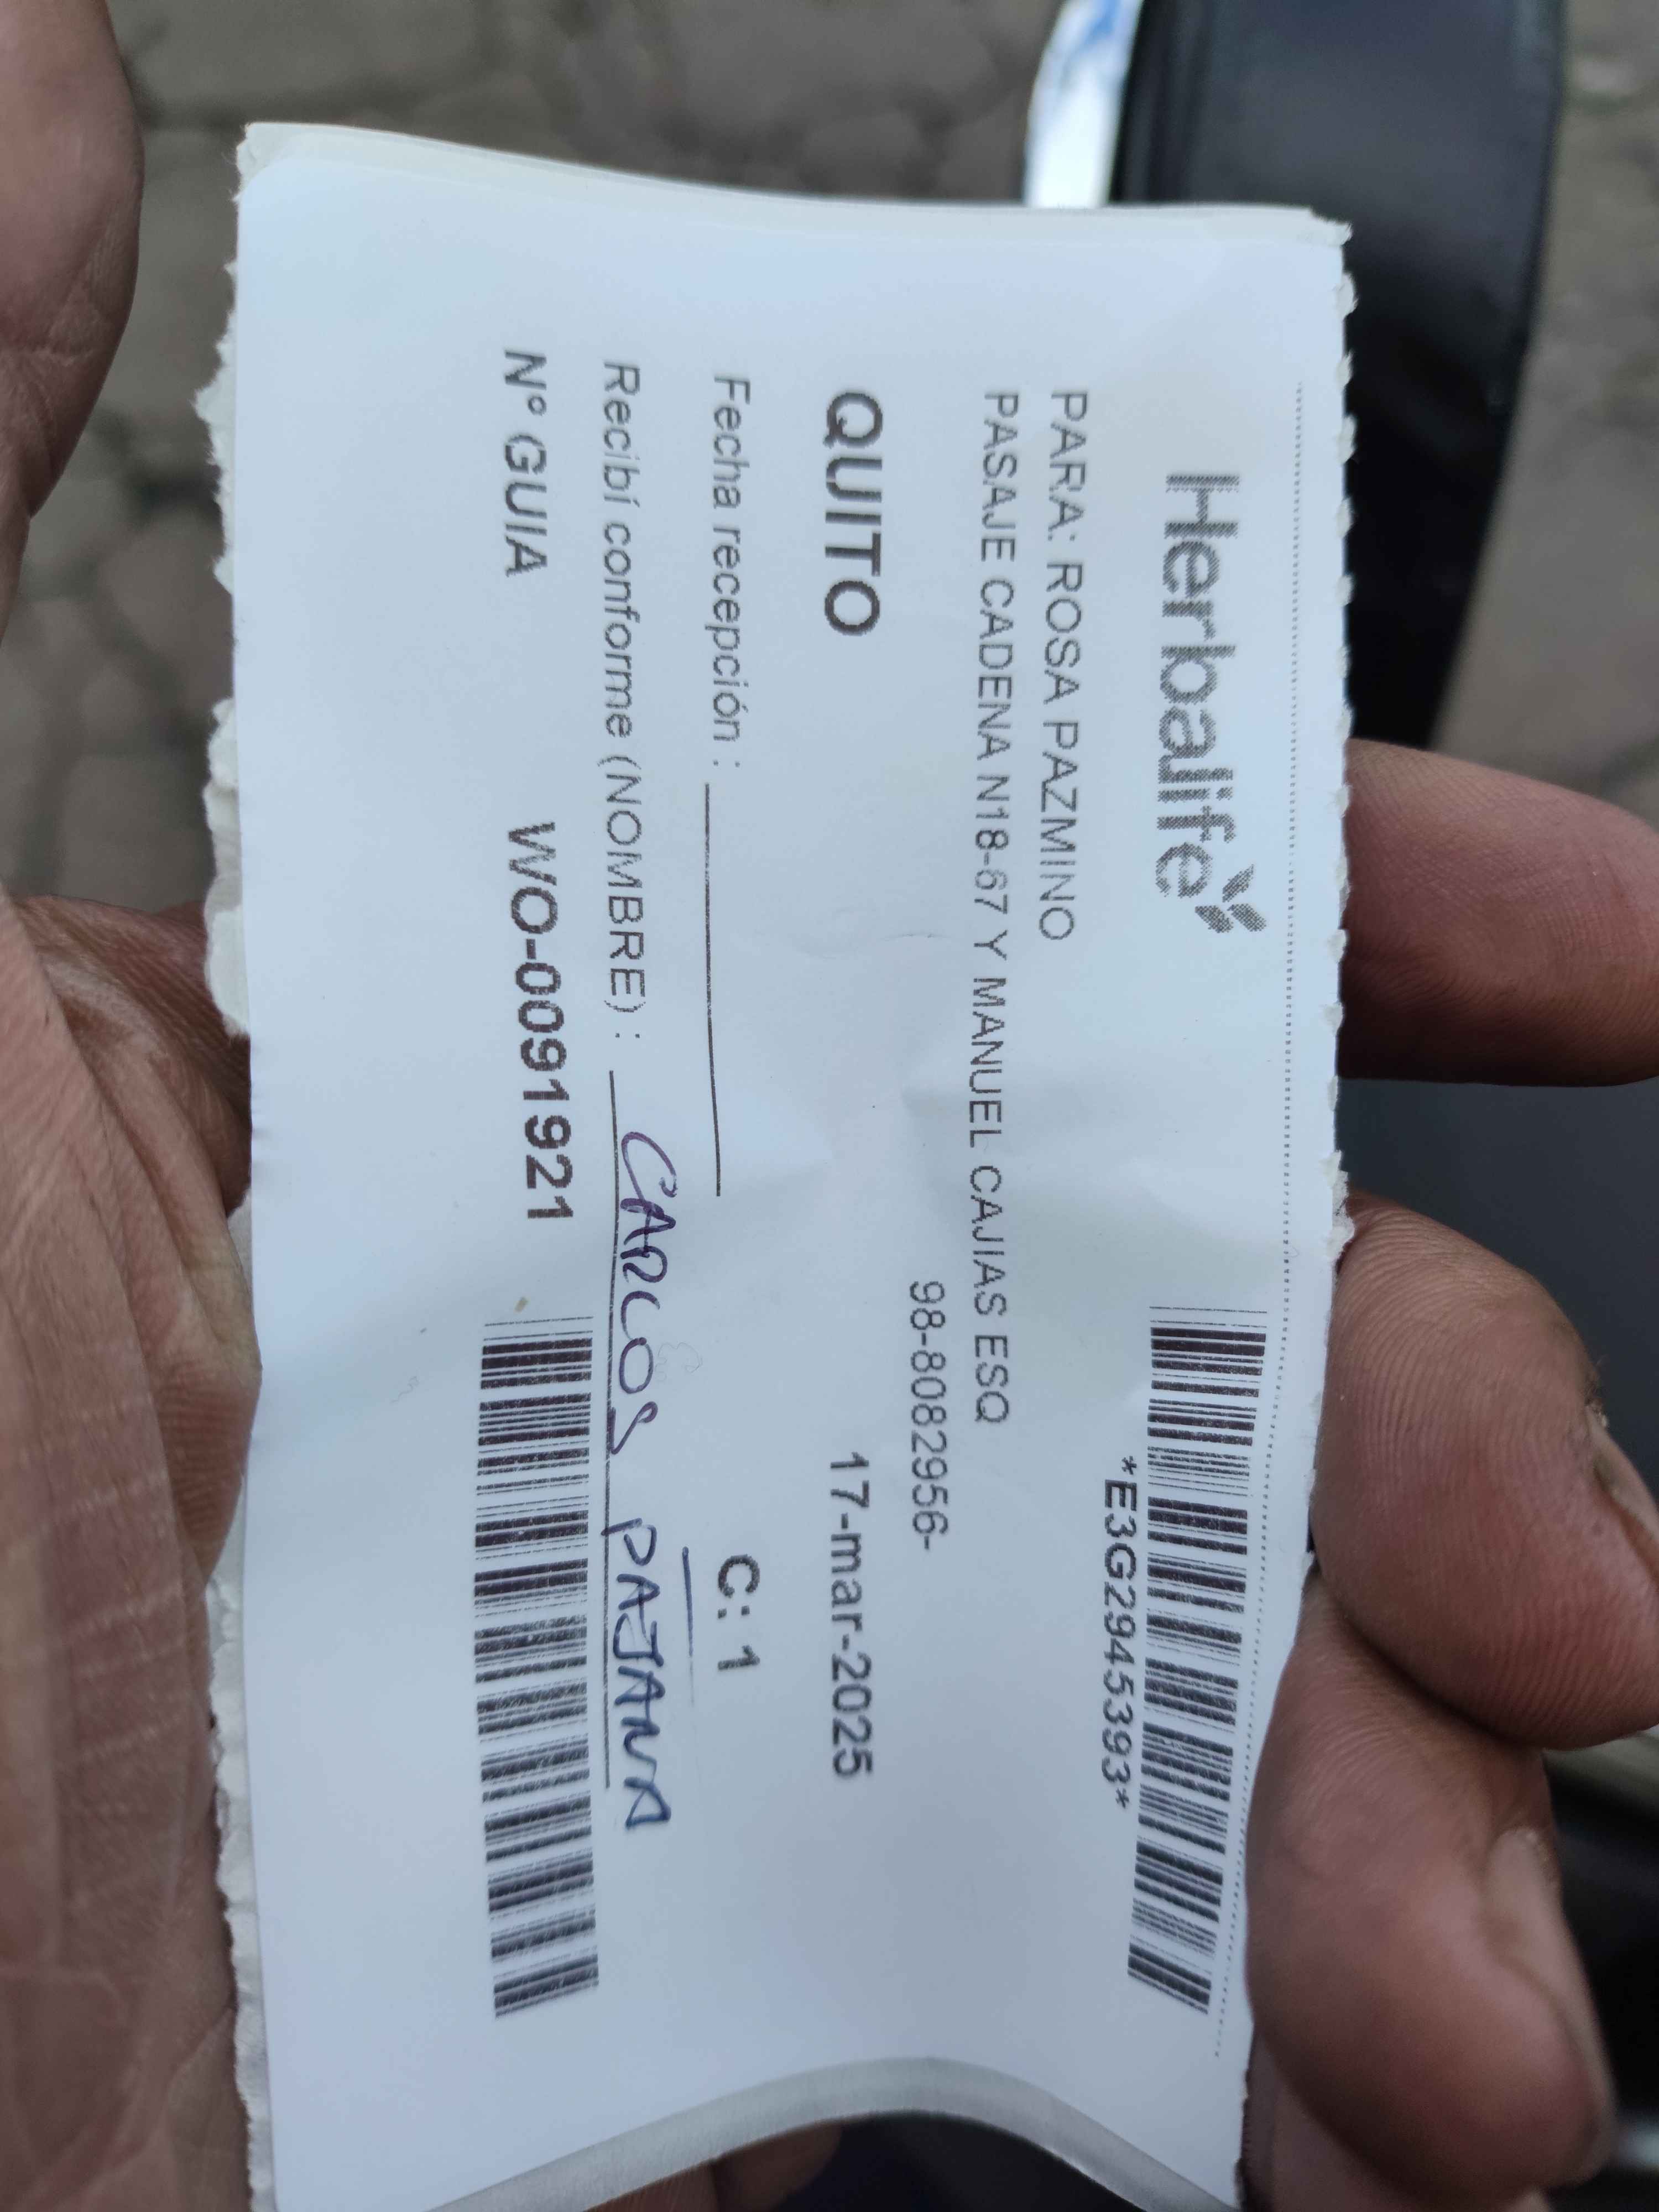 Herbalife
*E3G2945393*
PARA: ROSA PAZMINO
PASAJE CADENA N18-67 Y MANUEL CAJIAS ESQ
98-8082956-
QUITO 17-mar-2025
Fecha recepción : C: 1
Recibí conforme (NOMBRE) : CARLOS PAJANA
Nº GUIA WO-0091921